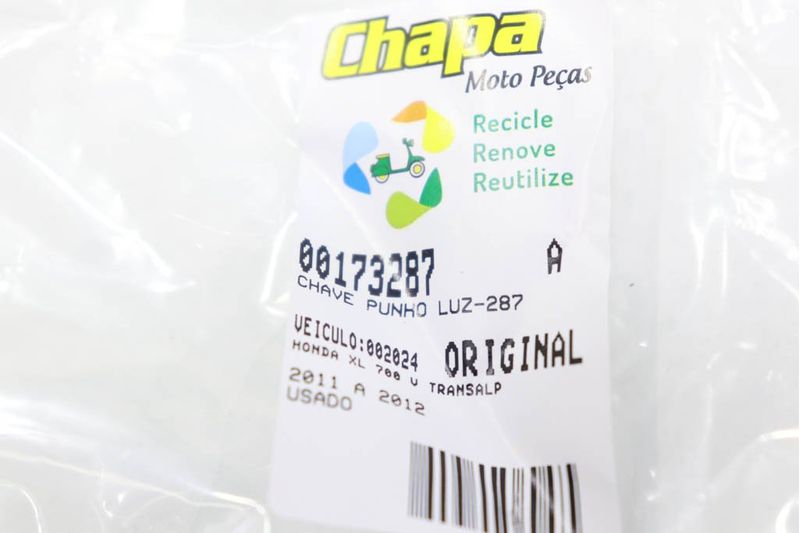 Chapa
Moto Peças
Recicle
Renove
Reutilize
00173287 A
CHAVE PUNHO LUZ-287
VEICULO:002024 ORIGINAL
HONDA XL 700 V TRANSALP
2011 A 2012
USADO